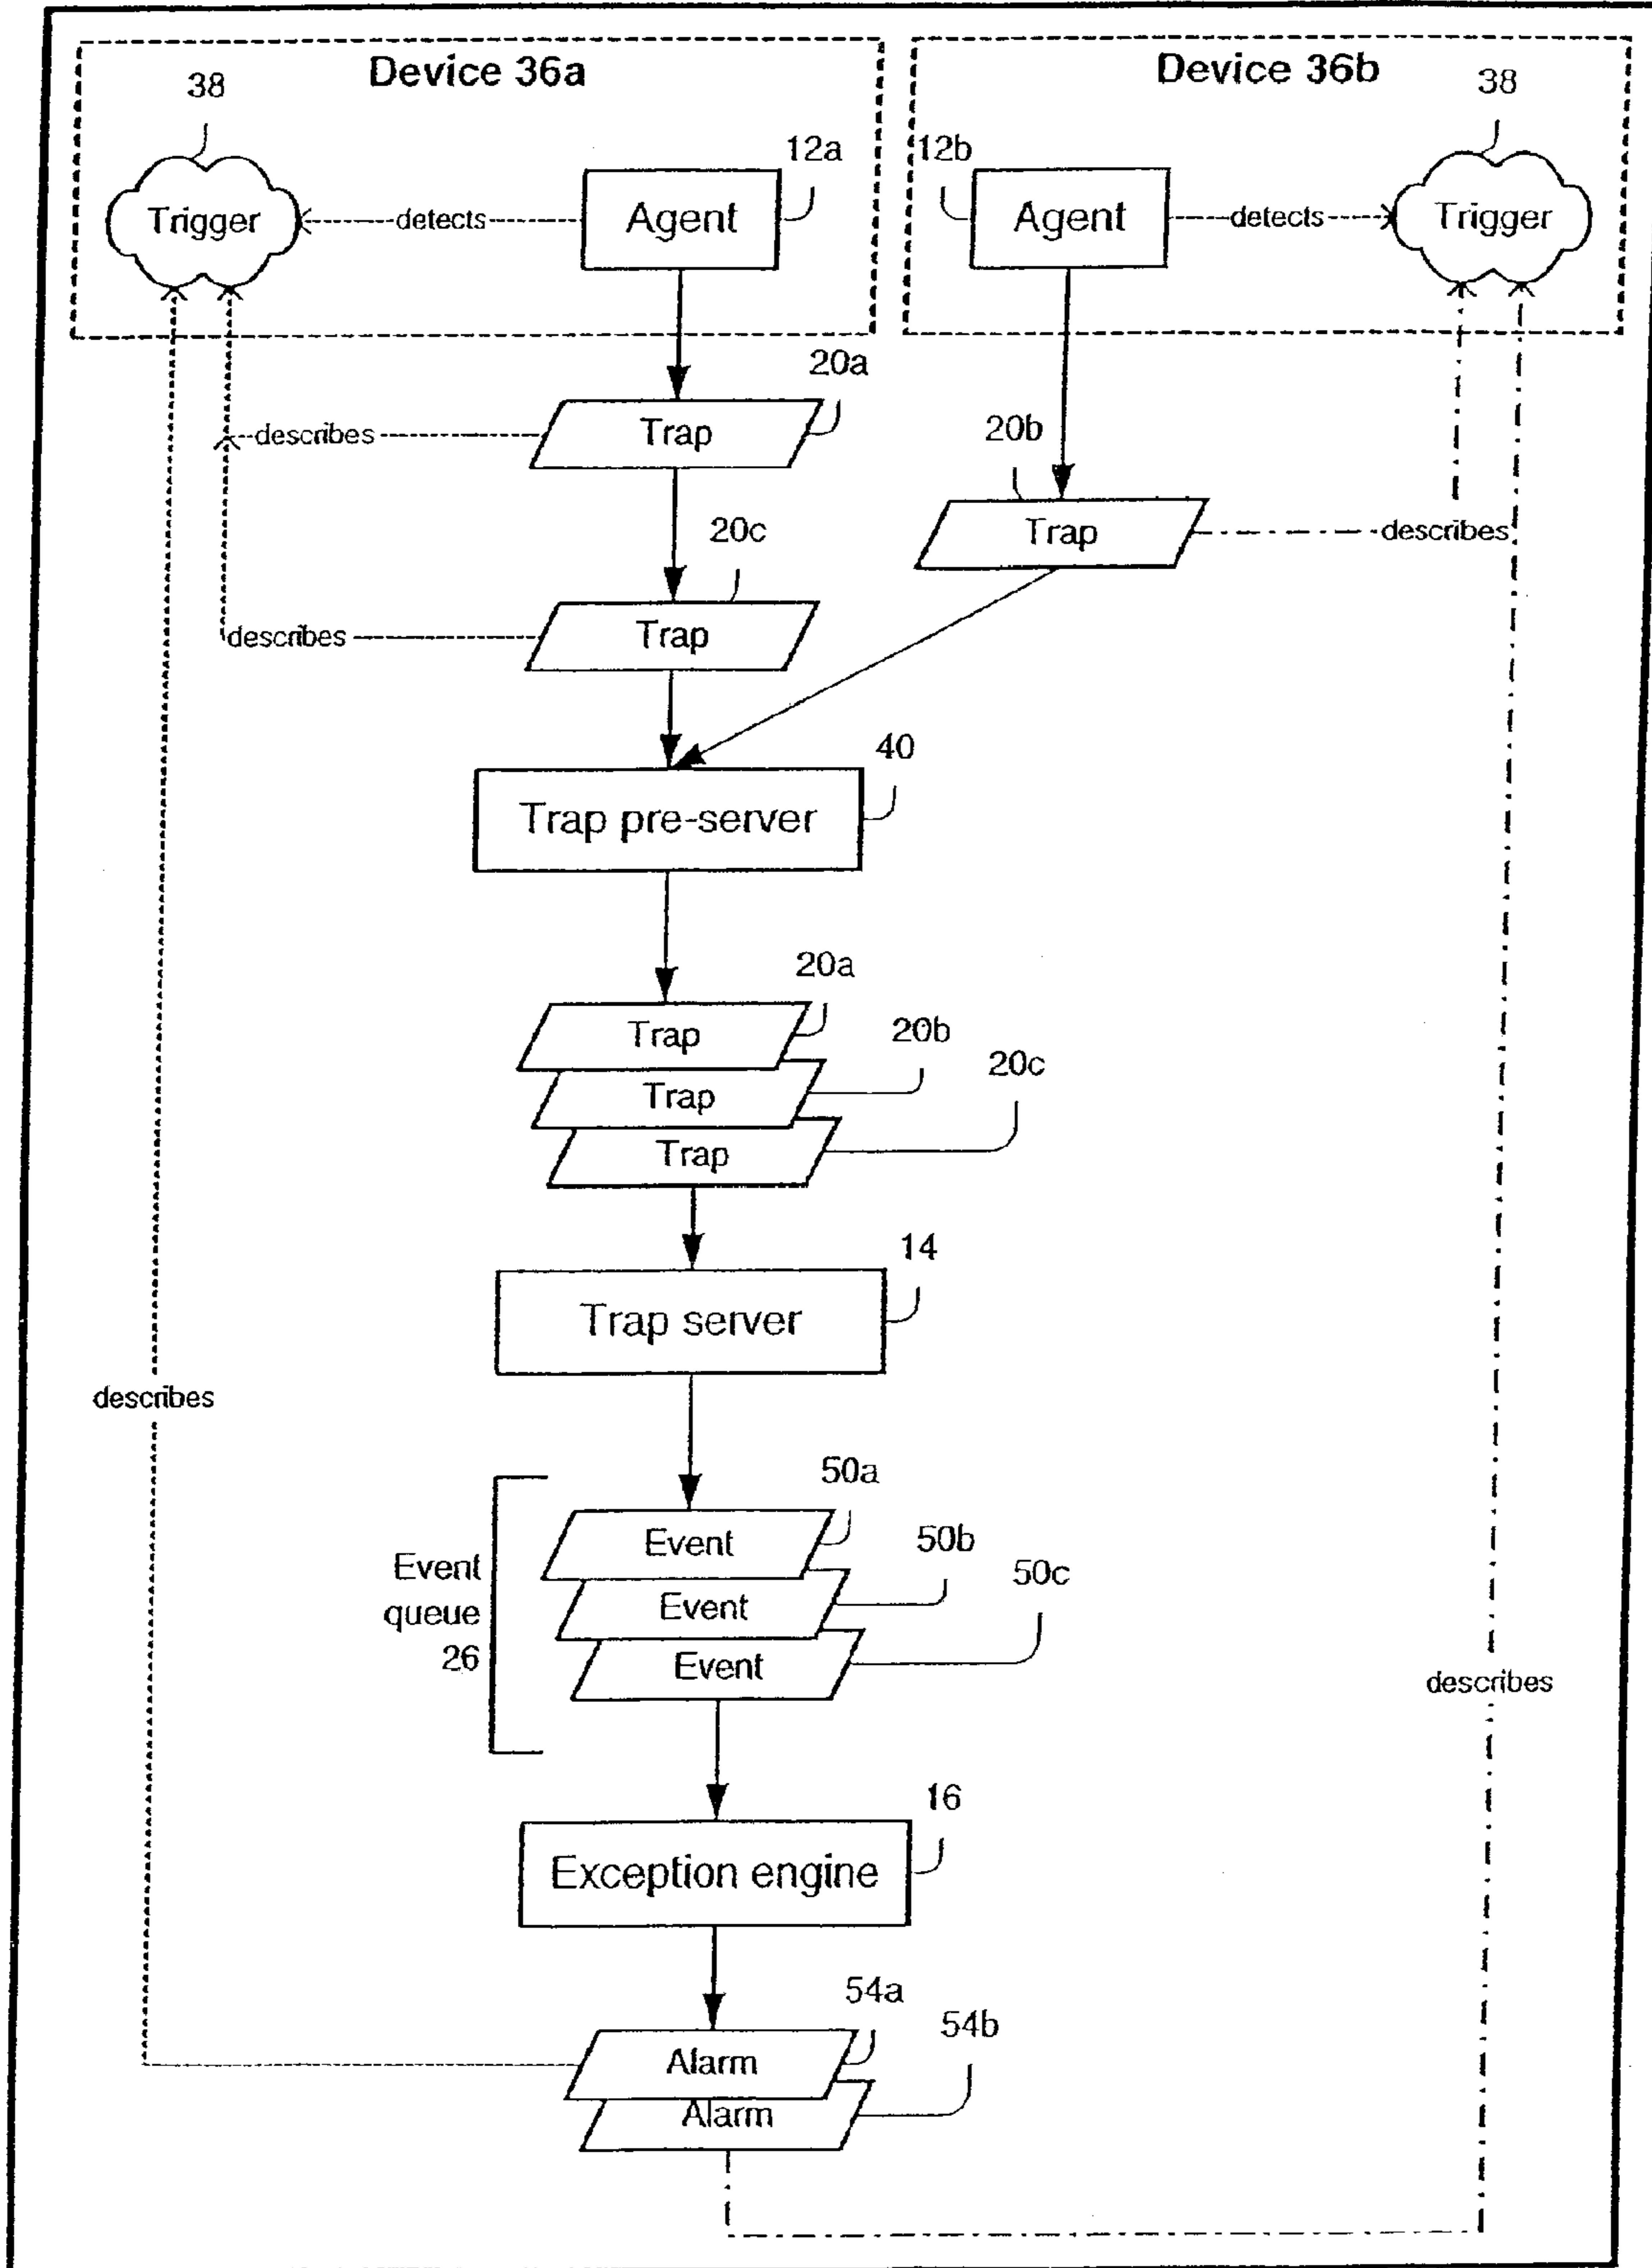 Device 36a
Device 36b
38
38
12a
12b
Trigger
detects
Agent
Agent
detects
Trigger
20a
describes
Trap
20b
Trap
describes
20c
describes
Trap
40
Trap pre-server
20a
Trap
20b
Trap
20c
Trap
14
Trap server
describes
50a
Event
50b
Event
50c
Event
Event
queue
26
describes
16
Exception engine
54a
Alarm
54b
Alarm